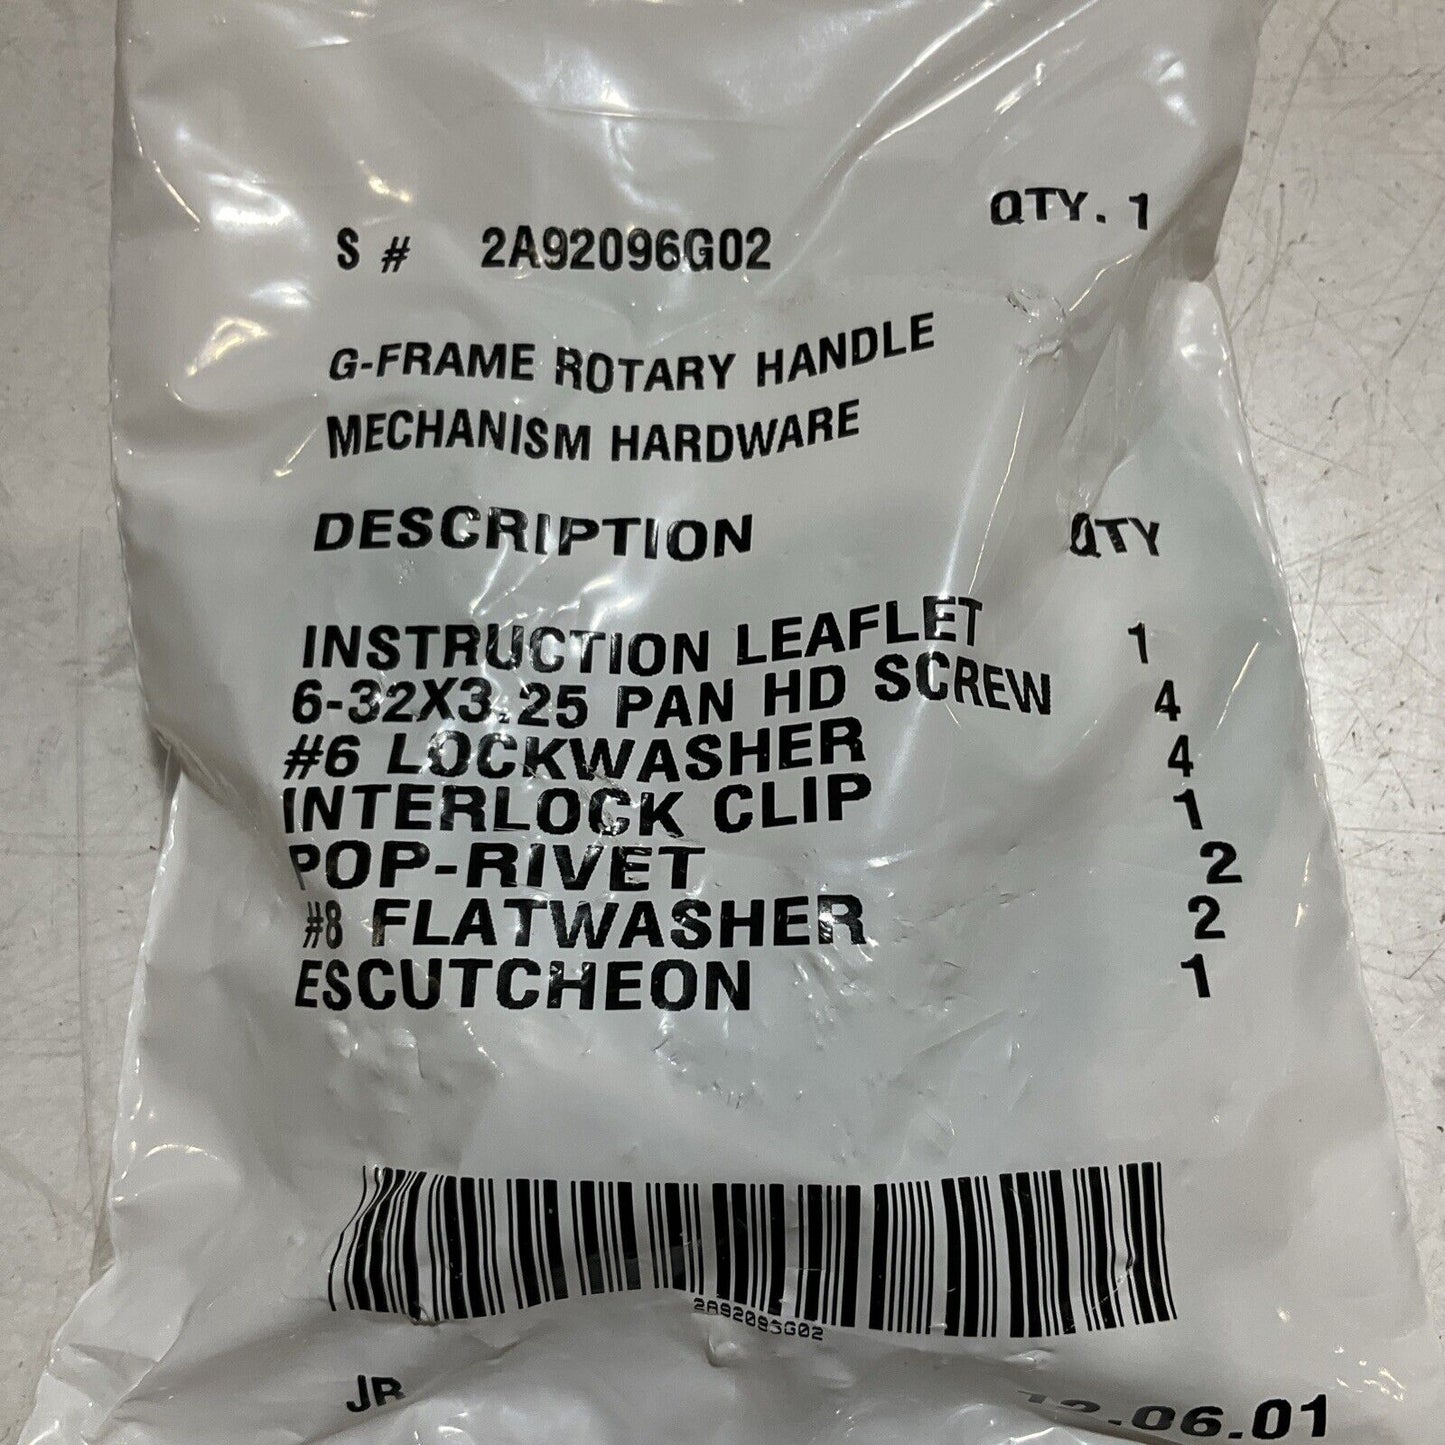 QTY. 1
S # 2A92096G02
G-FRAME ROTARY HANDLE
MECHANISM HARDWARE
DESCRIPTION QTY
INSTRUCTION LEAFLET 1
6-32X3.25 PAN HD SCREW 4
#6 LOCKWASHER 4
INTERLOCK CLIP 1
POP-RIVET 2
#8 FLATWASHER 2
ESCUTCHEON 1
2A92096G02
JR 12.06.01